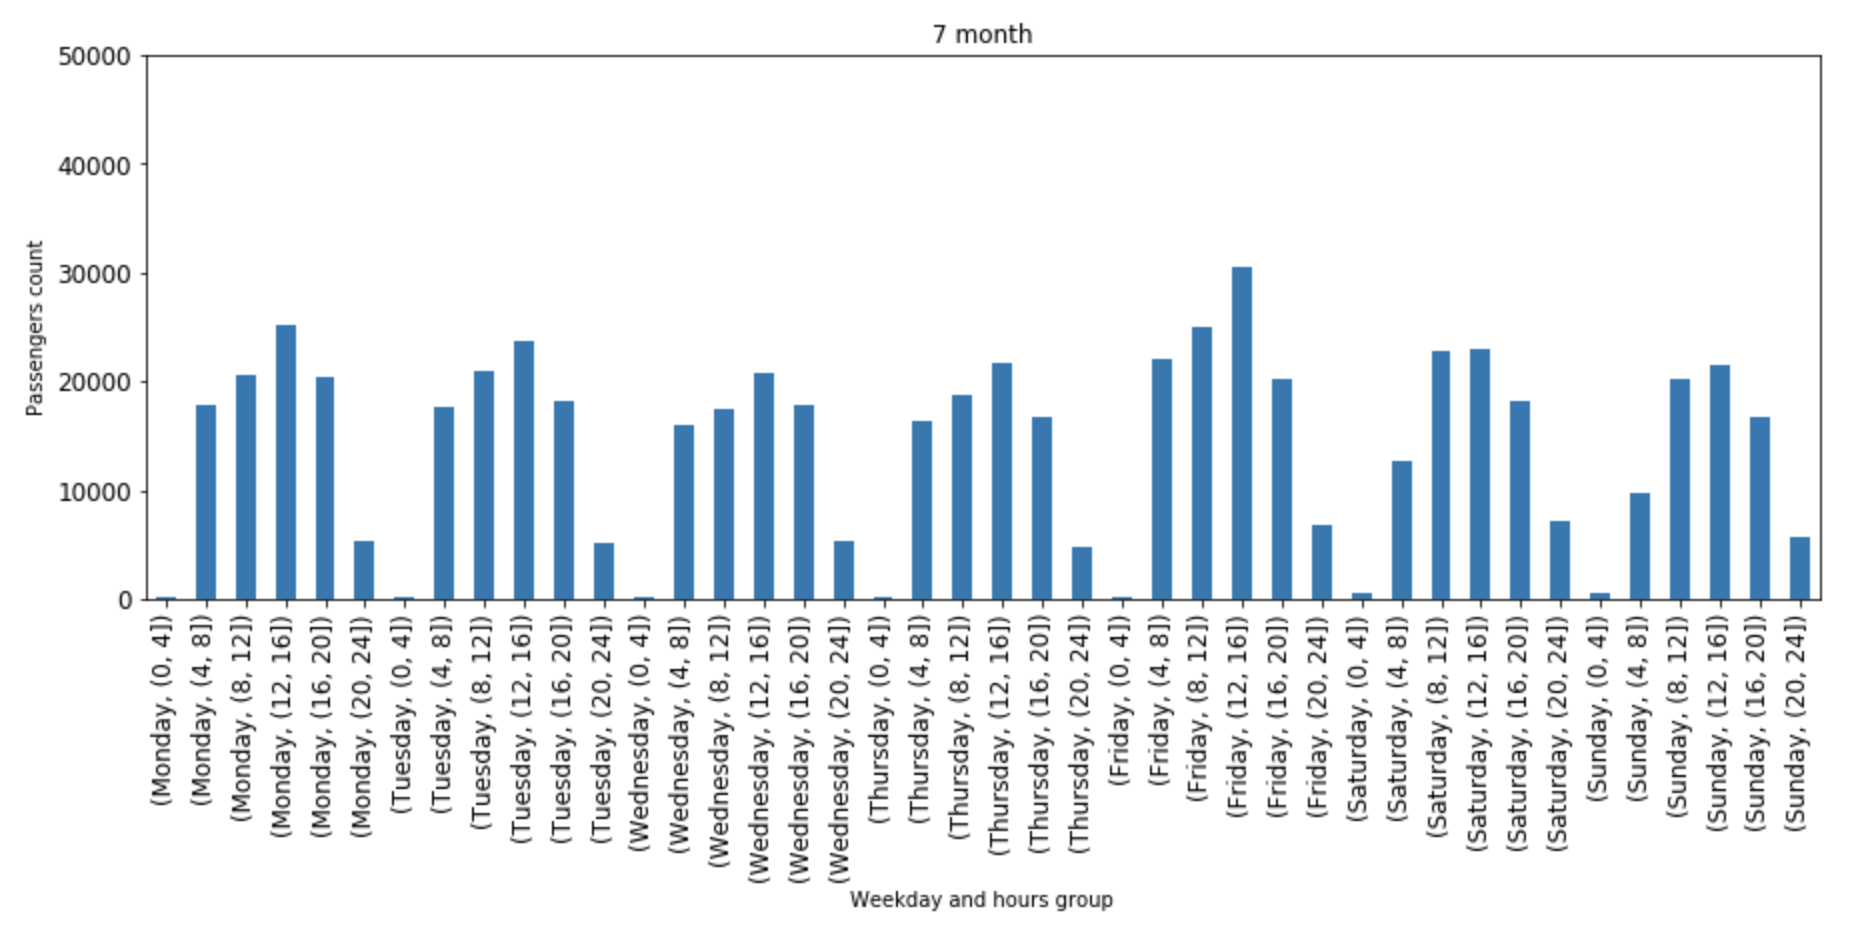 7 month
50000
40000
30000
20000
10000
0
Passengers count
(Monday, (0, 4])
(Monday, (4, 8])
(Monday, (8, 12])
(Monday, (12, 16])
(Monday, (16, 20])
(Monday, (20, 24])
(Tuesday, (0, 4])
(Tuesday, (4, 8])
(Tuesday, (8, 12])
(Tuesday, (12, 16])
(Tuesday, (16, 20])
(Tuesday, (20, 24])
(Wednesday, (0, 4])
(Wednesday, (4, 8])
(Wednesday, (8, 12])
(Wednesday, (12, 16])
(Wednesday, (16, 20])
(Wednesday, (20, 24])
(Thursday, (0, 4])
(Thursday, (4, 8])
(Thursday, (8, 12])
(Thursday, (12, 16])
(Thursday, (16, 20])
(Thursday, (20, 24])
(Friday, (0, 4])
(Friday, (4, 8])
(Friday, (8, 12])
(Friday, (12, 16])
(Friday, (16, 20])
(Friday, (20, 24])
(Saturday, (0, 4])
(Saturday, (4, 8])
(Saturday, (8, 12])
(Saturday, (12, 16])
(Saturday, (16, 20])
(Saturday, (20, 24])
(Sunday, (0, 4])
(Sunday, (4, 8])
(Sunday, (8, 12])
(Sunday, (12, 16])
(Sunday, (16, 20])
(Sunday, (20, 24])
Weekday and hours group